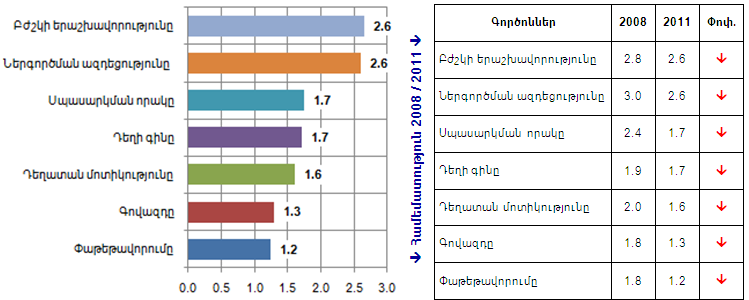 Բժշկի երաշխավորությունը 2.6
Ներգործման ազդեցությունը 2.6
Սպասարկման որակը 1.7
Դեղի գինը 1.7
Դեղատան մոտիկությունը 1.6
Գովազդը 1.3
Փաթեթավորումը 1.2
0.0 0.5 1.0 1.5 2.0 2.5 3.0
↓ Համեմատություն 2008 / 2011 ↓
Գործոններ 2008 2011 Փոփ.
Բժշկի երաշխավորությունը 2.8 2.6 ↓
Ներգործման ազդեցությունը 3.0 2.6 ↓
Սպասարկման որակը 2.4 1.7 ↓
Դեղի գինը 1.9 1.7 ↓
Դեղատան մոտիկությունը 2.0 1.6 ↓
Գովազդը 1.8 1.3 ↓
Փաթեթավորումը 1.8 1.2 ↓